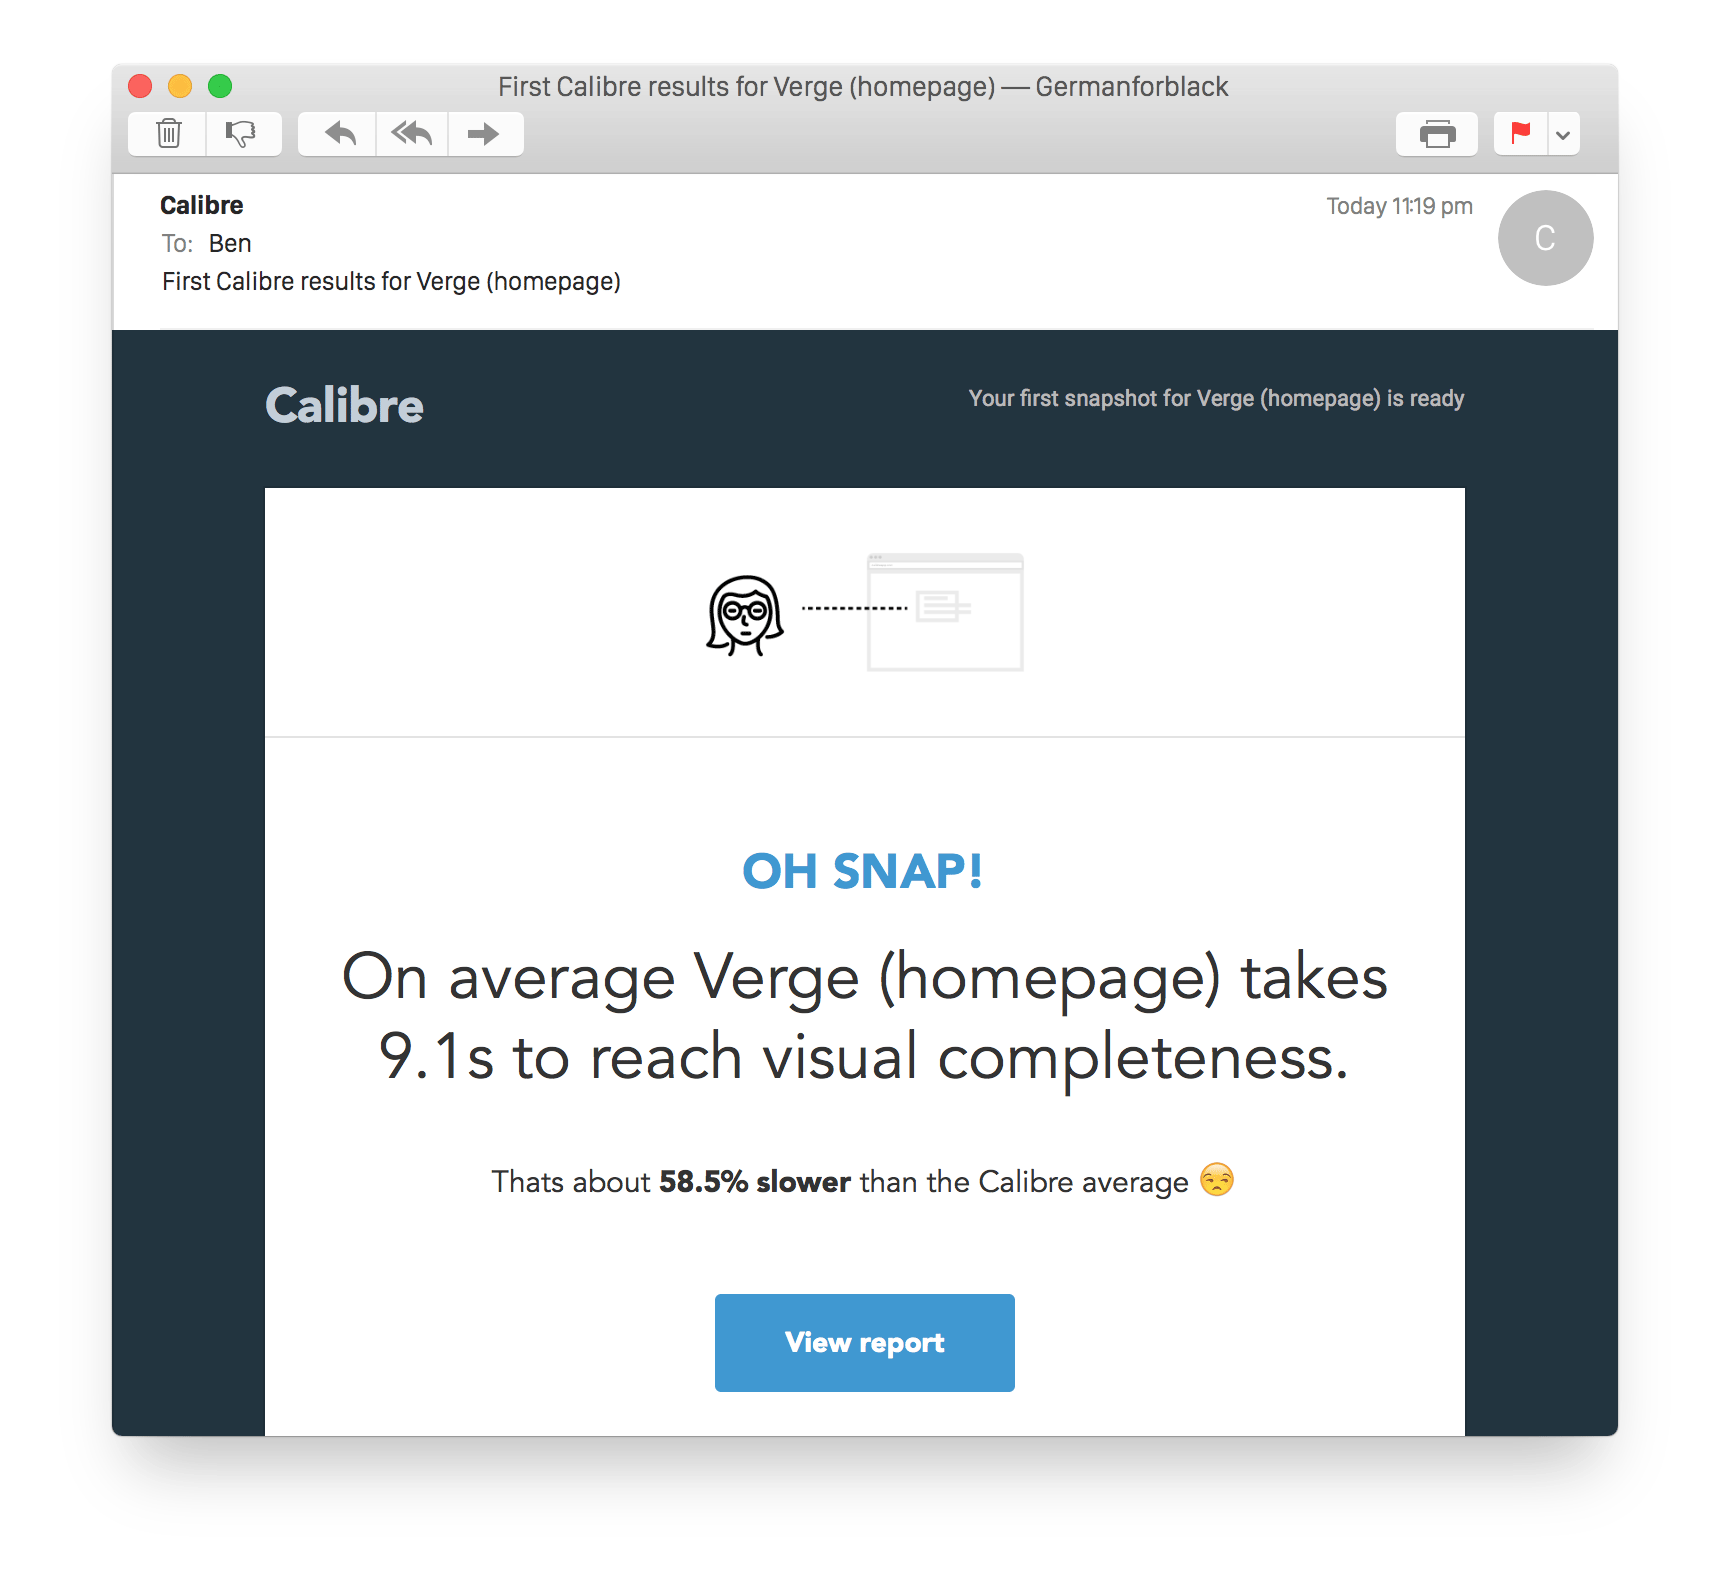 First Calibre results for Verge (homepage) — Germanforblack
Calibre
Today 11:19 pm
C
To: Ben
First Calibre results for Verge (homepage)
Calibre
Your first snapshot for Verge (homepage) is ready
OH SNAP!
On average Verge (homepage) takes
9.1s to reach visual completeness.
Thats about 58.5% slower than the Calibre average 😒
View report